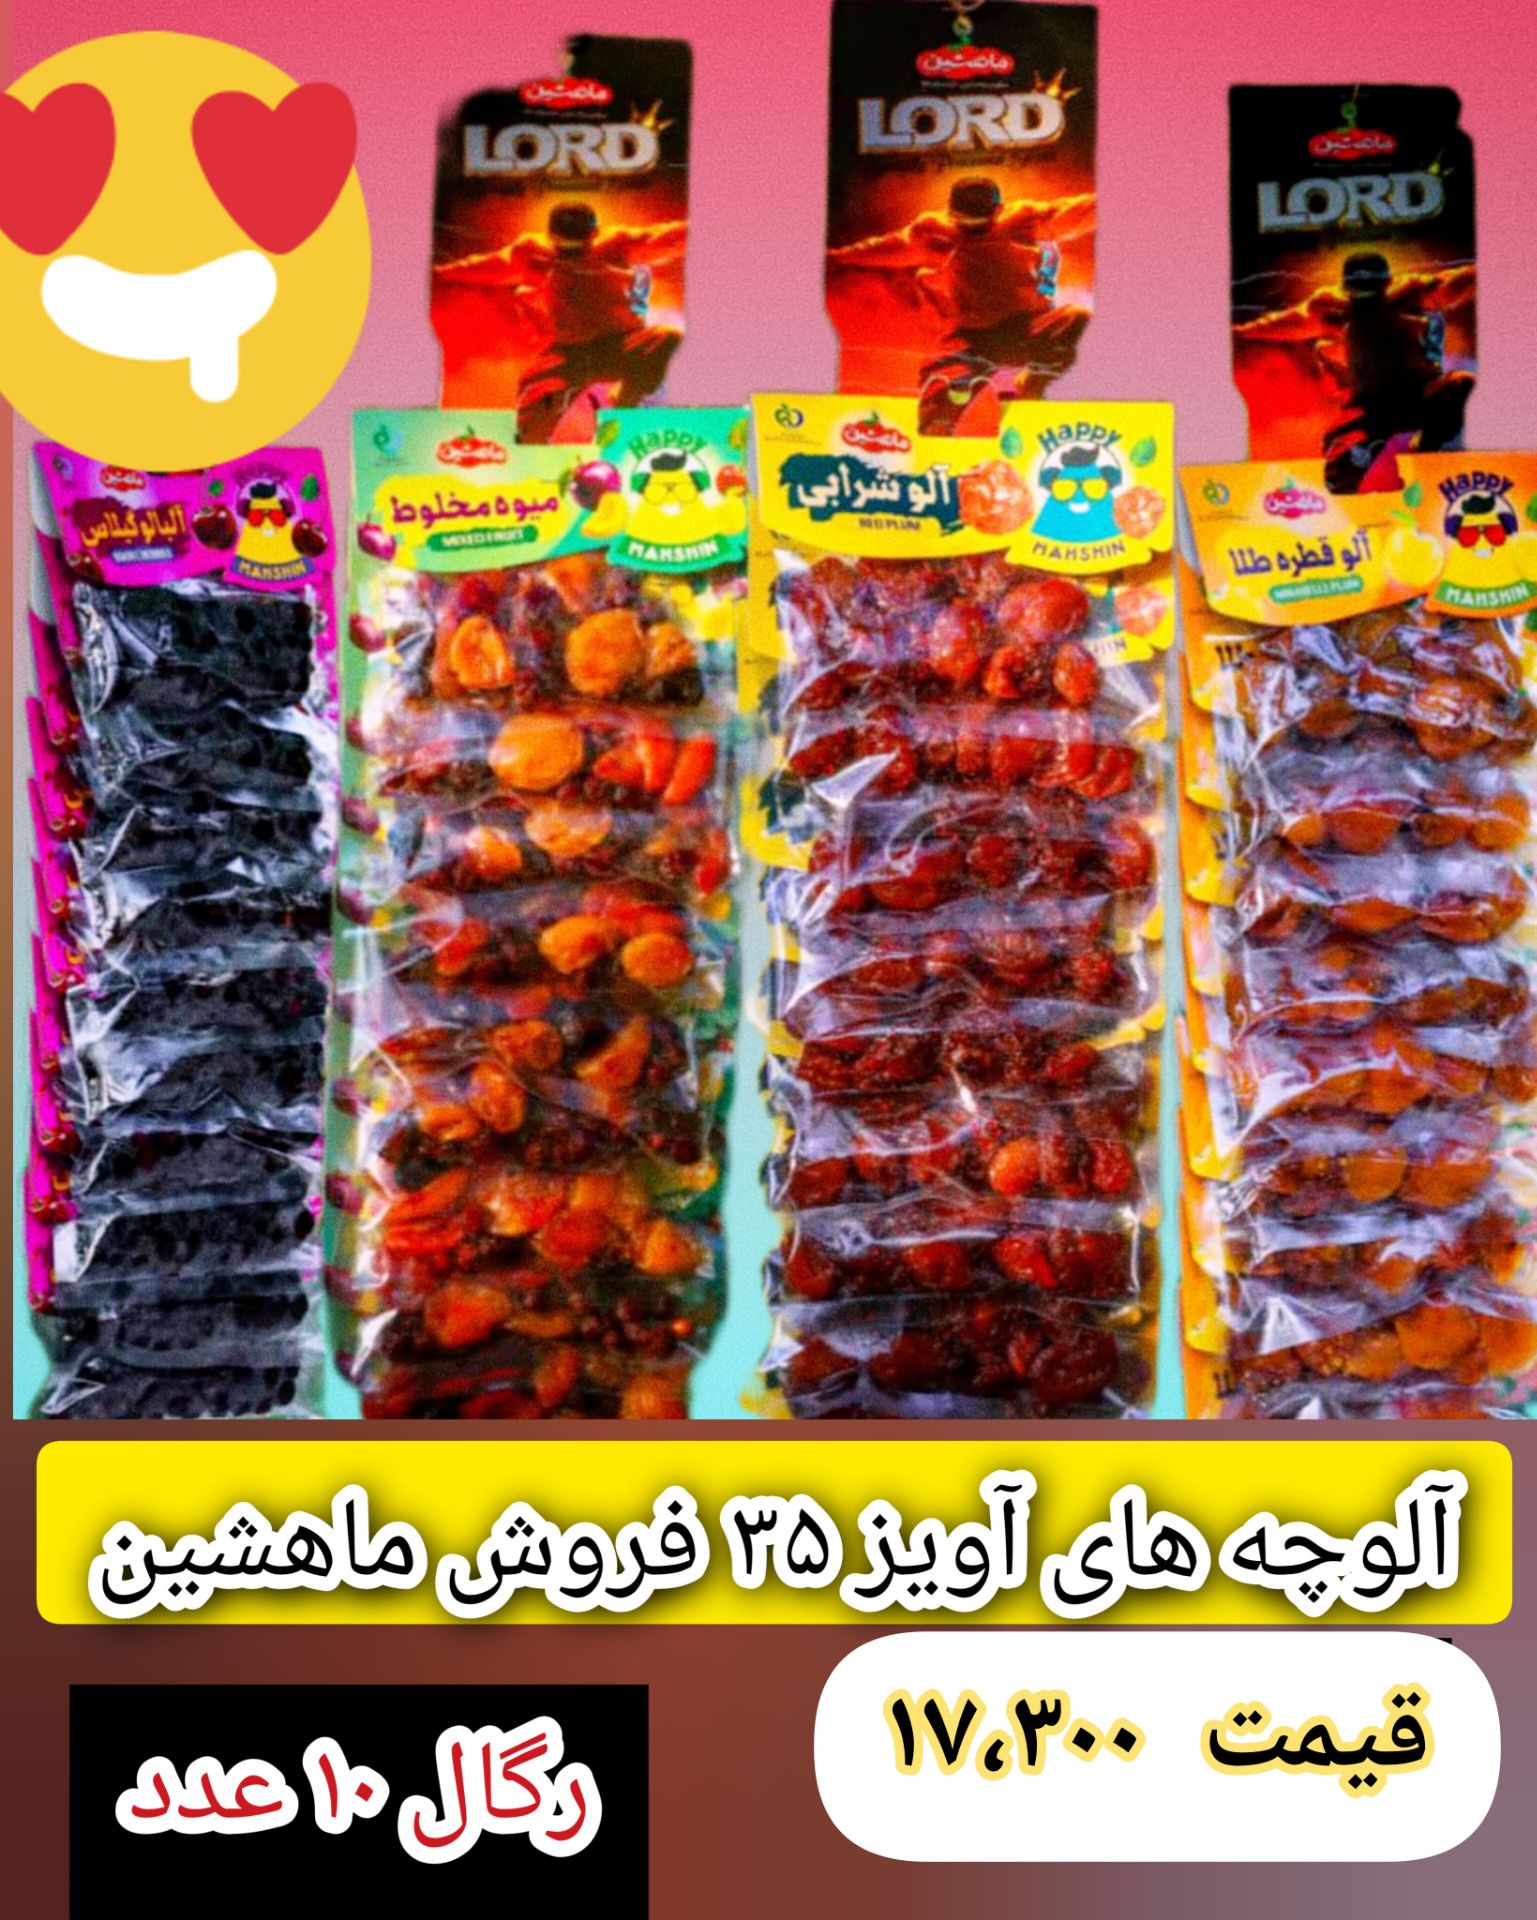 ماهشین
LORD
ماهشین
LORD
ماهشین
LORD
ماهشین
آلبالو گیلاس
Happy
MAHSHIN
ماهشین
میوه مخلوط
MIXED FRUIT
Happy
MAHSHIN
ماهشین
آلو شرابی
RED PLUM
Happy
MAHSHIN
ماهشین
آلو قطره طلا
Happy
MAHSHIN
آلوچه های آویز ۳۵ فروش ماهشین
قیمت ۱۷،۳۰۰
رگال ۱۰ عدد